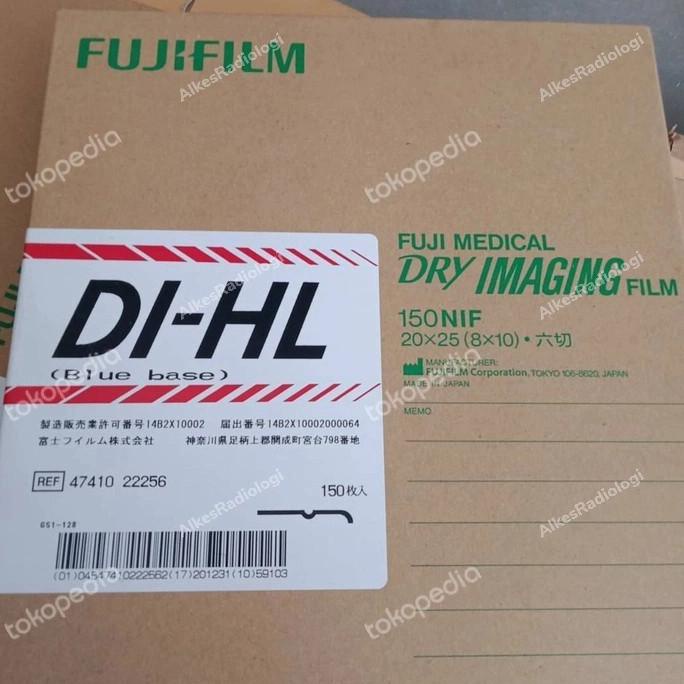 FUJIFILM
FUJI MEDICAL
DRY IMAGING FILM
150NIF
20×25 (8×10)・六切
MANUFACTURER:
FUJIFILM Corporation, TOKYO 106-8620, JAPAN
MADE IN JAPAN
MEMO.
DI-HL
(Blue base)
製造販売業許可番号14B2X10002 届出番号14B2X10002000064
富士フイルム株式会社 神奈川県足柄上郡開成町宮台798番地
REF 47410 22256
150枚入
GS1-128
(01)04547410222562(17)201231(10)59103
tokopedia
AlkesRadiologi
AlkesRadiologi
tokopedia
tokopedia
AlkesRadiologi
AlkesRadiologi
tokopedia
tokopedia
AlkesRadiologi
AlkesRadiologi
tokopedia
tokopedia